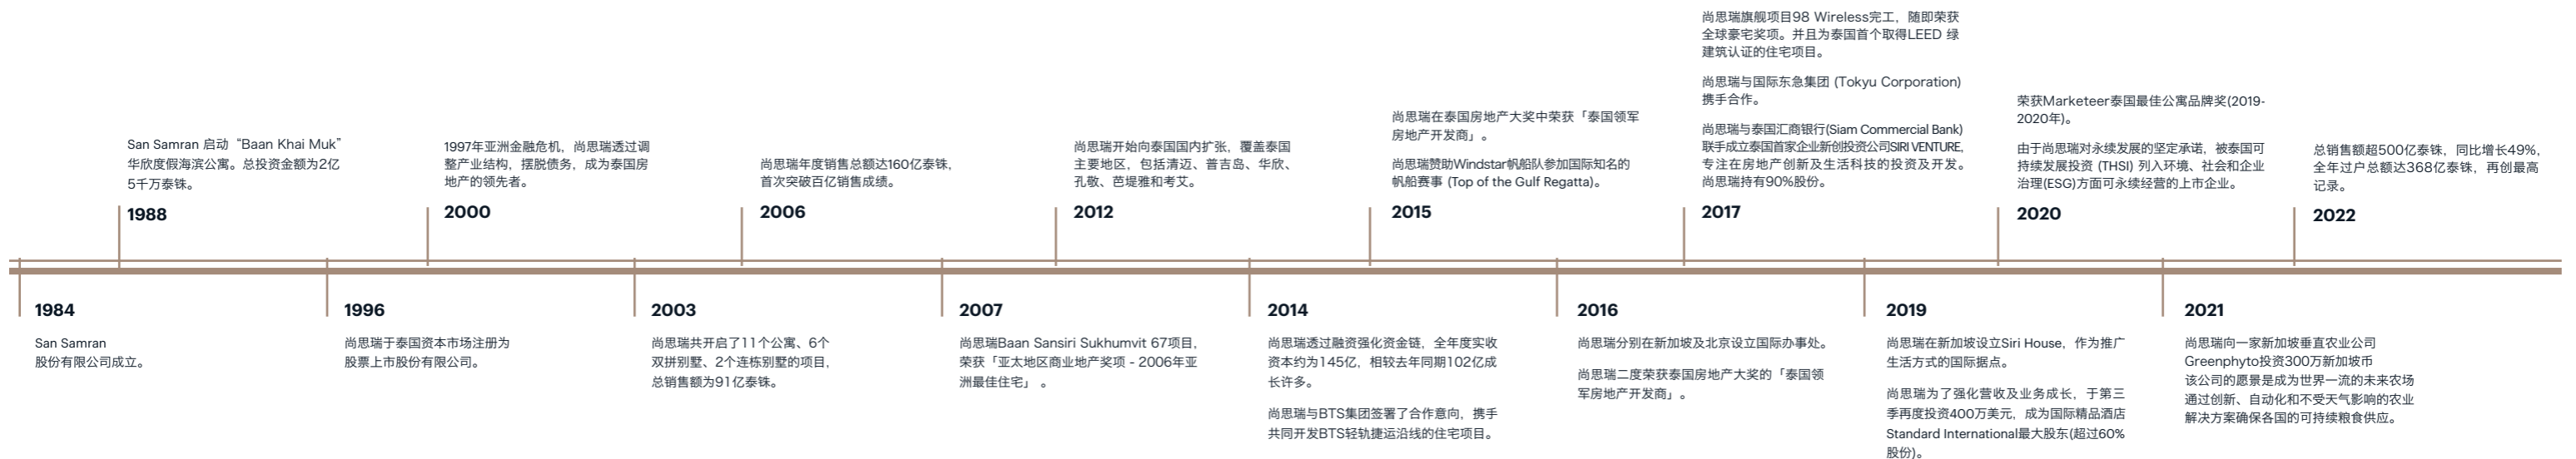 San Samran 启动“Baan Khai Muk”
华欣度假海滨公寓。总投资金额为2亿
5千万泰铢。
1988
1997年亚洲金融危机，尚思瑞透过调
整产业结构，摆脱债务，成为泰国房
地产的领先者。
2000
尚思瑞年度销售总额达160亿泰铢，
首次突破百亿销售成绩。
2006
尚思瑞开始向泰国国内扩张，覆盖泰国
主要地区，包括清迈、普吉岛、华欣、
孔敬、芭堤雅和考艾。
2012
尚思瑞在泰国房地产大奖中荣获「泰国领军
房地产开发商」。
尚思瑞赞助Windstar帆船队参加国际知名的
帆船赛事 (Top of the Gulf Regatta)。
2015
尚思瑞旗舰项目98 Wireless完工，随即荣获
全球豪宅奖项。并且为泰国首个取得LEED 绿
建筑认证的住宅项目。
尚思瑞与国际东急集团 (Tokyu Corporation)
携手合作。
尚思瑞与泰国汇商银行(Siam Commercial Bank)
联手成立泰国首家企业新创投资公司SIRI VENTURE,
专注在房地产创新及生活科技的投资及开发。
尚思瑞持有90%股份。
2017
荣获Marketeer泰国最佳公寓品牌奖(2019-
2020年)。
由于尚思瑞对永续发展的坚定承诺，被泰国可
持续发展投资 (THSI) 列入环境、社会和企业
治理(ESG)方面可永续经营的上市企业。
2020
总销售额超500亿泰铢，同比增长49%,
全年过户总额达368亿泰铢，再创最高
记录。
2022
1984
San Samran
股份有限公司成立。
1996
尚思瑞于泰国资本市场注册为
股票上市股份有限公司。
2003
尚思瑞共开启了11个公寓、6个
双拼别墅、2个连栋别墅的项目，
总销售额为91亿泰铢。
2007
尚思瑞Baan Sansiri Sukhumvit 67项目，
荣获「亚太地区商业地产奖项 - 2006年亚
洲最佳住宅」 。
2014
尚思瑞透过融资强化资金链，全年度实收
资本约为145亿，相较去年同期102亿成
长许多。
尚思瑞与BTS集团签署了合作意向，携手
共同开发BTS轻轨捷运沿线的住宅项目。
2016
尚思瑞分别在新加坡及北京设立国际办事处。
尚思瑞二度荣获泰国房地产大奖的「泰国领
军房地产开发商」。
2019
尚思瑞在新加坡设立Siri House，作为推广
生活方式的国际据点。
尚思瑞为了强化营收及业务成长，于第三
季再度投资400万美元，成为国际精品酒店
Standard International最大股东(超过60%
股份)。
2021
尚思瑞向一家新加坡垂直农业公司
Greenphyto投资300万新加坡币
该公司的愿景是成为世界一流的未来农场
通过创新、自动化和不受天气影响的农业
解决方案确保各国的可持续粮食供应。